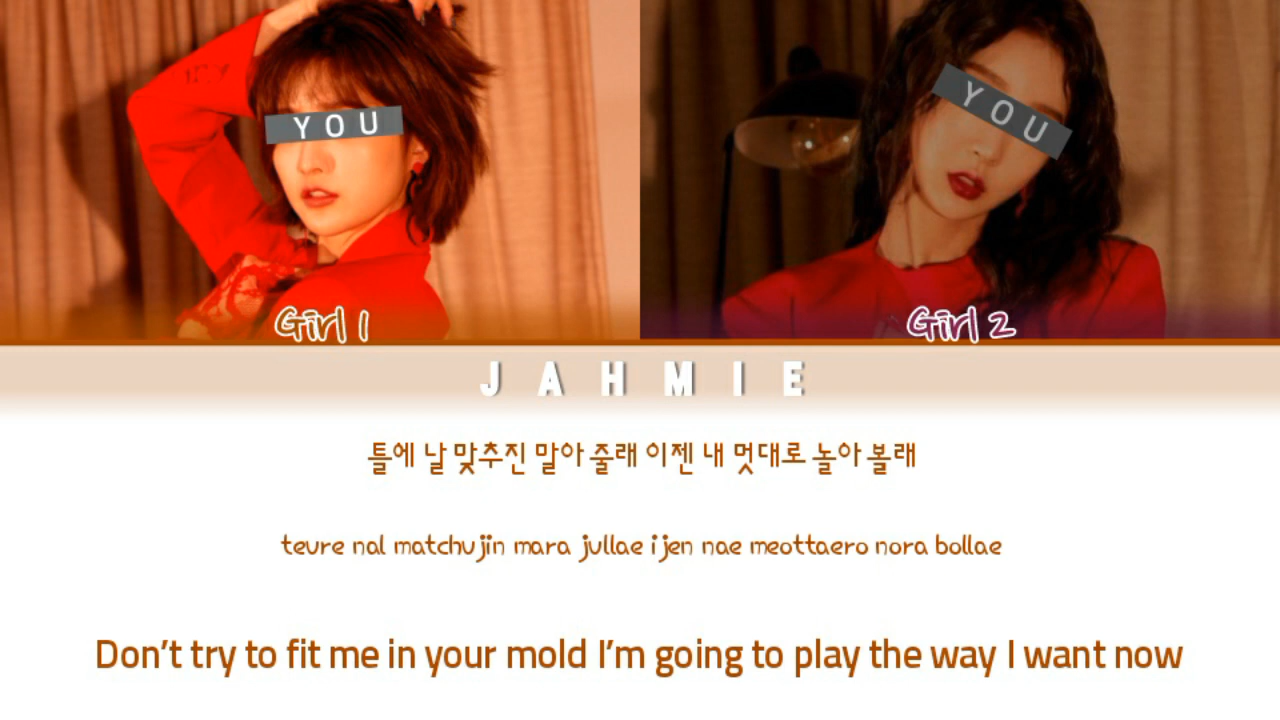 YOU
YOU
Girl 1
Girl 2
JAHMIE
틀에 날 맞추진 말아 줄래 이젠 내 멋대로 놀아 볼래
teure nal matchujin mara jullae ijen nae meottaero nora bollae
Don't try to fit me in your mold I'm going to play the way I want now